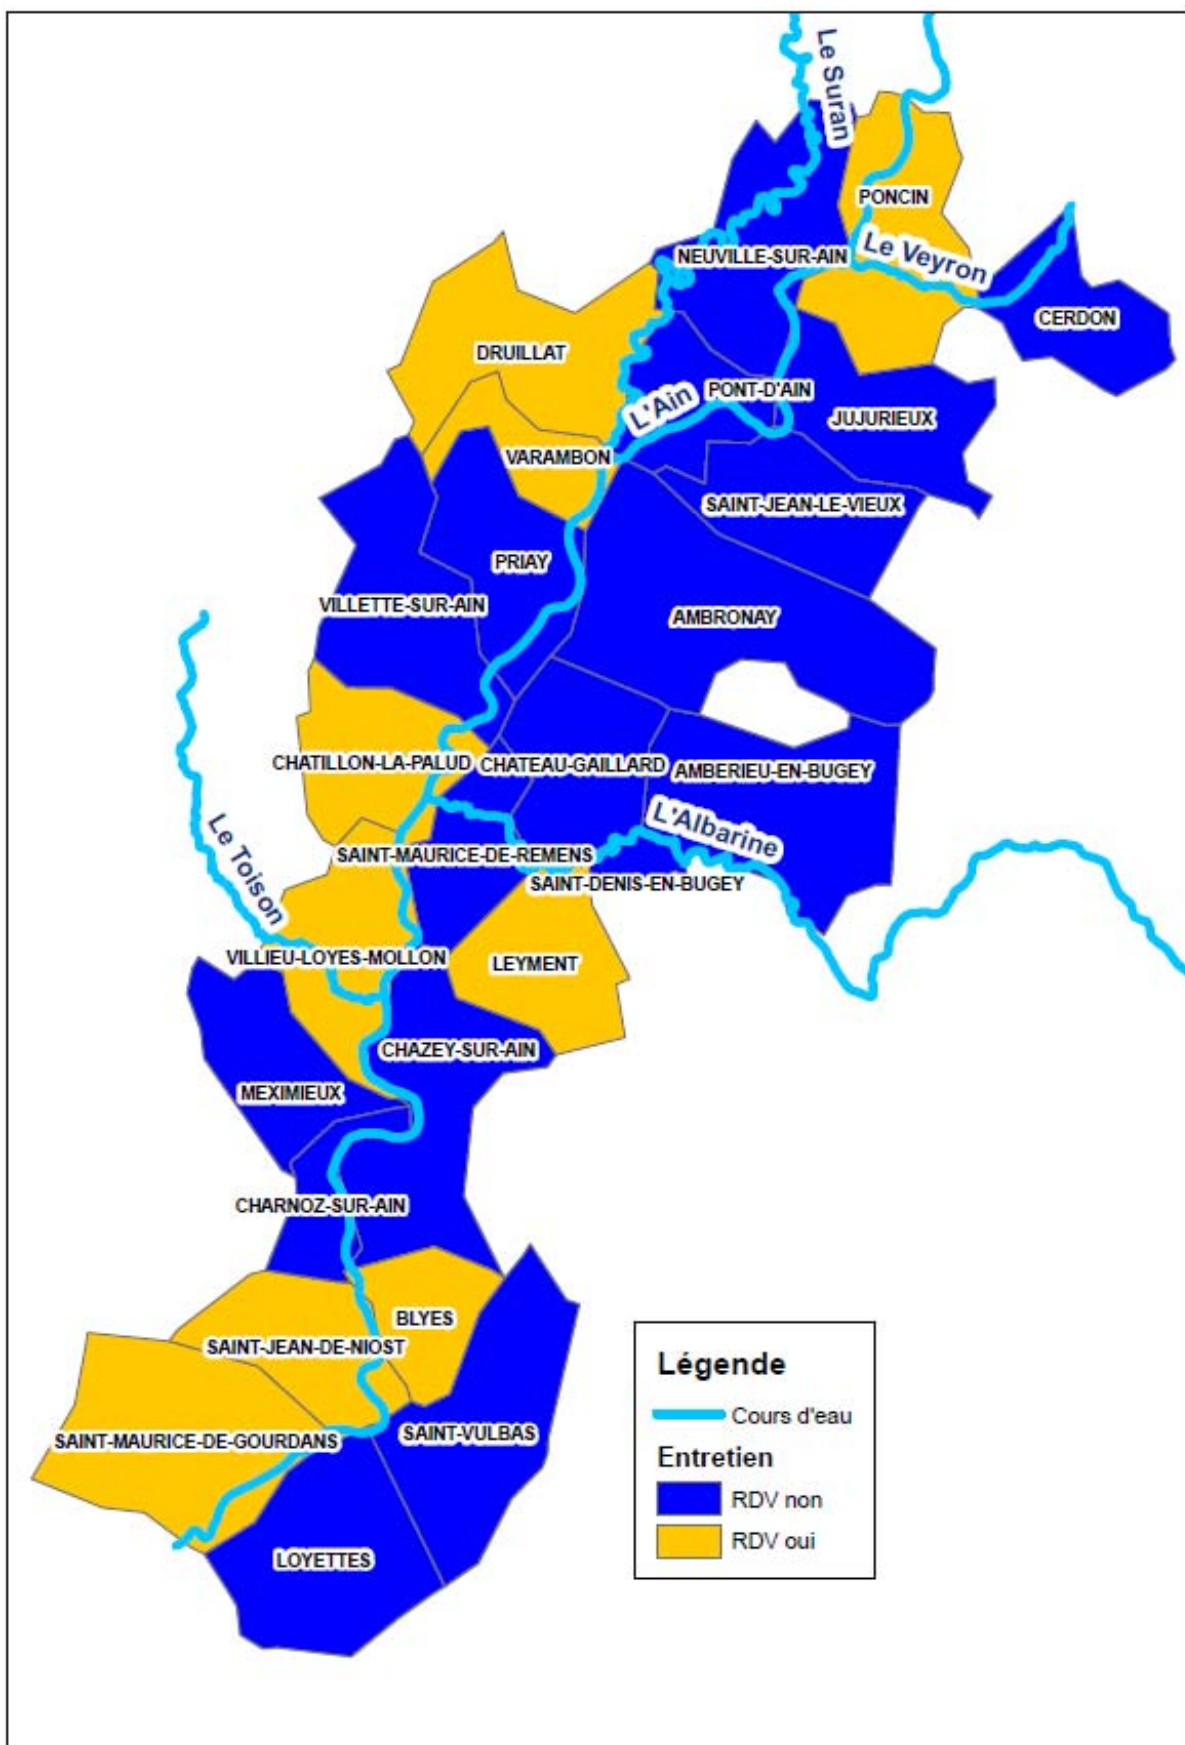 Le Suran
PONCIN
NEUVILLE-SUR-AIN
Le Veyron
CERDON
DRUILLAT
PONT-D'AIN
L'Ain
JUJURIEUX
VARAMBON
SAINT-JEAN-LE-VIEUX
PRIAY
VILLETTE-SUR-AIN
AMBRONAY
CHATILLON-LA-PALUD
CHATEAU-GAILLARD
AMBERIEU-EN-BUGEY
L'Albarine
Le Toison
SAINT-MAURICE-DE-REMENS
SAINT-DENIS-EN-BUGEY
VILLIEU-LOYES-MOLLON
LEYMENT
CHAZEY-SUR-AIN
MEXIMIEUX
CHARNOZ-SUR-AIN
BLYES
SAINT-JEAN-DE-NIOST
SAINT-VULBAS
SAINT-MAURICE-DE-GOURDANS
LOYETTES
Légende
Cours d'eau
Entretien
RDV non
RDV oui